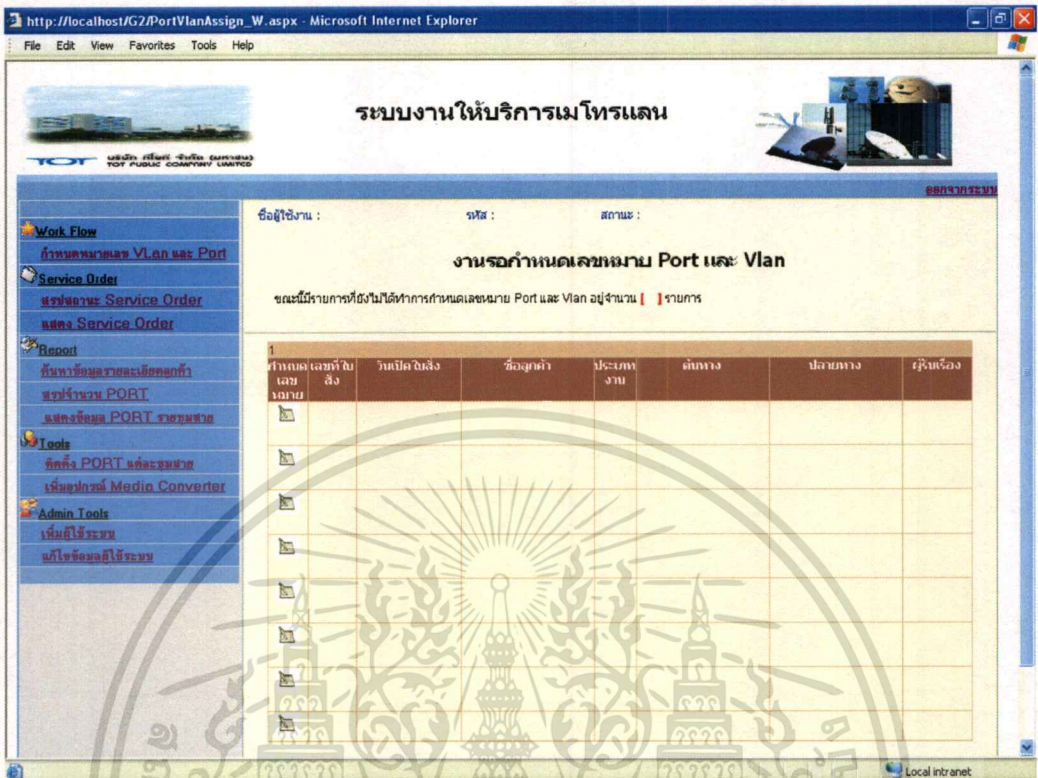 http://localhost/G2/PortVlanAssign_W.aspx - Microsoft Internet Explorer
File Edit View Favorites Tools Help
ระบบงานให้บริการเมโทรแลน
TOT บริษัท ทีโอที จำกัด (มหาชน)
TOT PUBLIC COMPANY LIMITED
ออกจากระบบ
Work Flow
กำหนดหมายเลข VLan และ Port
Service Order
สรุปสถานะ Service Order
แสดง Service Order
Report
ค้นหาข้อมูลรายละเอียดลูกค้า
สรุปจำนวน PORT
แสดงข้อมูล PORT รายชุมสาย
Tools
ติดตั้ง PORT แต่ละชุมสาย
เพิ่มอุปกรณ์ Media Converter
Admin Tools
เพิ่มผู้ใช้ระบบ
แก้ไขข้อมูลผู้ใช้ระบบ
ชื่อผู้ใช้งาน : รหัส : สถานะ :
งานรอกำหนดเลขหมาย Port และ Vlan
ขณะนี้มีรายการที่ยังไม่ได้ทำการกำหนดเลขหมาย Port และ Vlan อยู่จำนวน [ ] รายการ
1
กำหนดเลขหมาย เลขที่ใบสั่ง วันเปิดใบสั่ง ชื่อลูกค้า ประเภทงาน ต้นทาง ปลายทาง ผู้รับเรื่อง
Local intranet